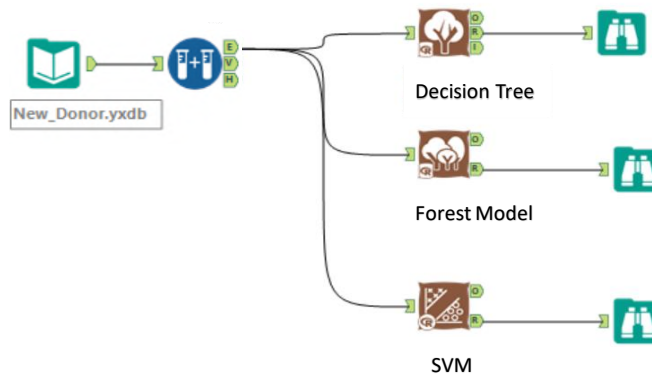 E
V
H
New_Donor.yxdb
O
R
I
R
Decision Tree
O
R
R
Forest Model
O
R
R
SVM